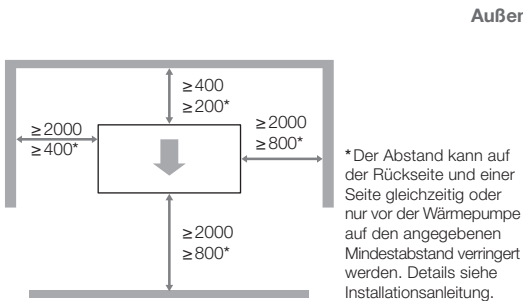 Außer
≥400
≥200*
≥2000
≥400*
≥2000
≥800*
≥2000
≥800*
*Der Abstand kann auf
der Rückseite und einer
Seite gleichzeitig oder
nur vor der Wärmepumpe
auf den angegebenen
Mindestabstand verringert
werden. Details siehe
Installationsanleitung.